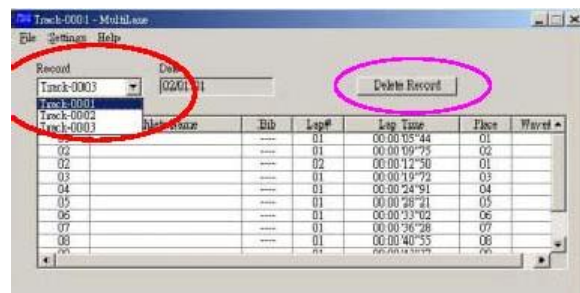 Track-0001 - MultiLane
File Settings Help
Record
Track-0003
02/01/01
Delete Record
Track-0001
Track-0002
Track-0003
Name Bib Lap# Lap Time Place
01 ---- 01 00:00'05"44 01
02 ---- 01 00:00'09"75 02
02 ---- 02 00:00'12"50 01
03 ---- 01 00:00'19"72 03
04 ---- 01 00:00'24"91 04
05 ---- 01 00:00'28"21 05
06 ---- 01 00:00'33"02 06
07 ---- 01 00:00'36"28 07
08 ---- 01 00:00'40"55 08